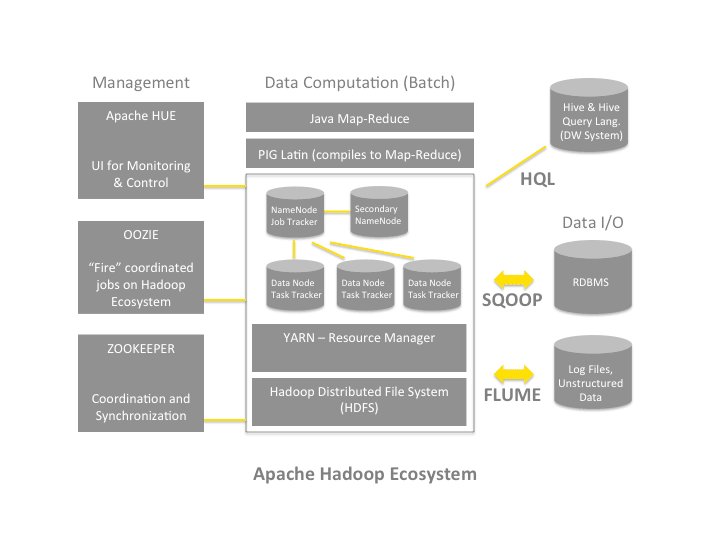 Management
Apache HUE
UI for Monitoring
& Control
OOZIE
“Fire” coordinated
jobs on Hadoop
Ecosystem
ZOOKEEPER
Coordination and
Synchronization
Data Computation (Batch)
Java Map-Reduce
PIG Latin (compiles to Map-Reduce)
NameNode
Job Tracker
Secondary
NameNode
Data Node
Task Tracker
Data Node
Task Tracker
Data Node
Task Tracker
YARN – Resource Manager
Hadoop Distributed File System
(HDFS)
Hive & Hive
Query Lang.
(DW System)
HQL
Data I/O
RDBMS
SQOOP
Log Files,
Unstructured
Data
FLUME
Apache Hadoop Ecosystem